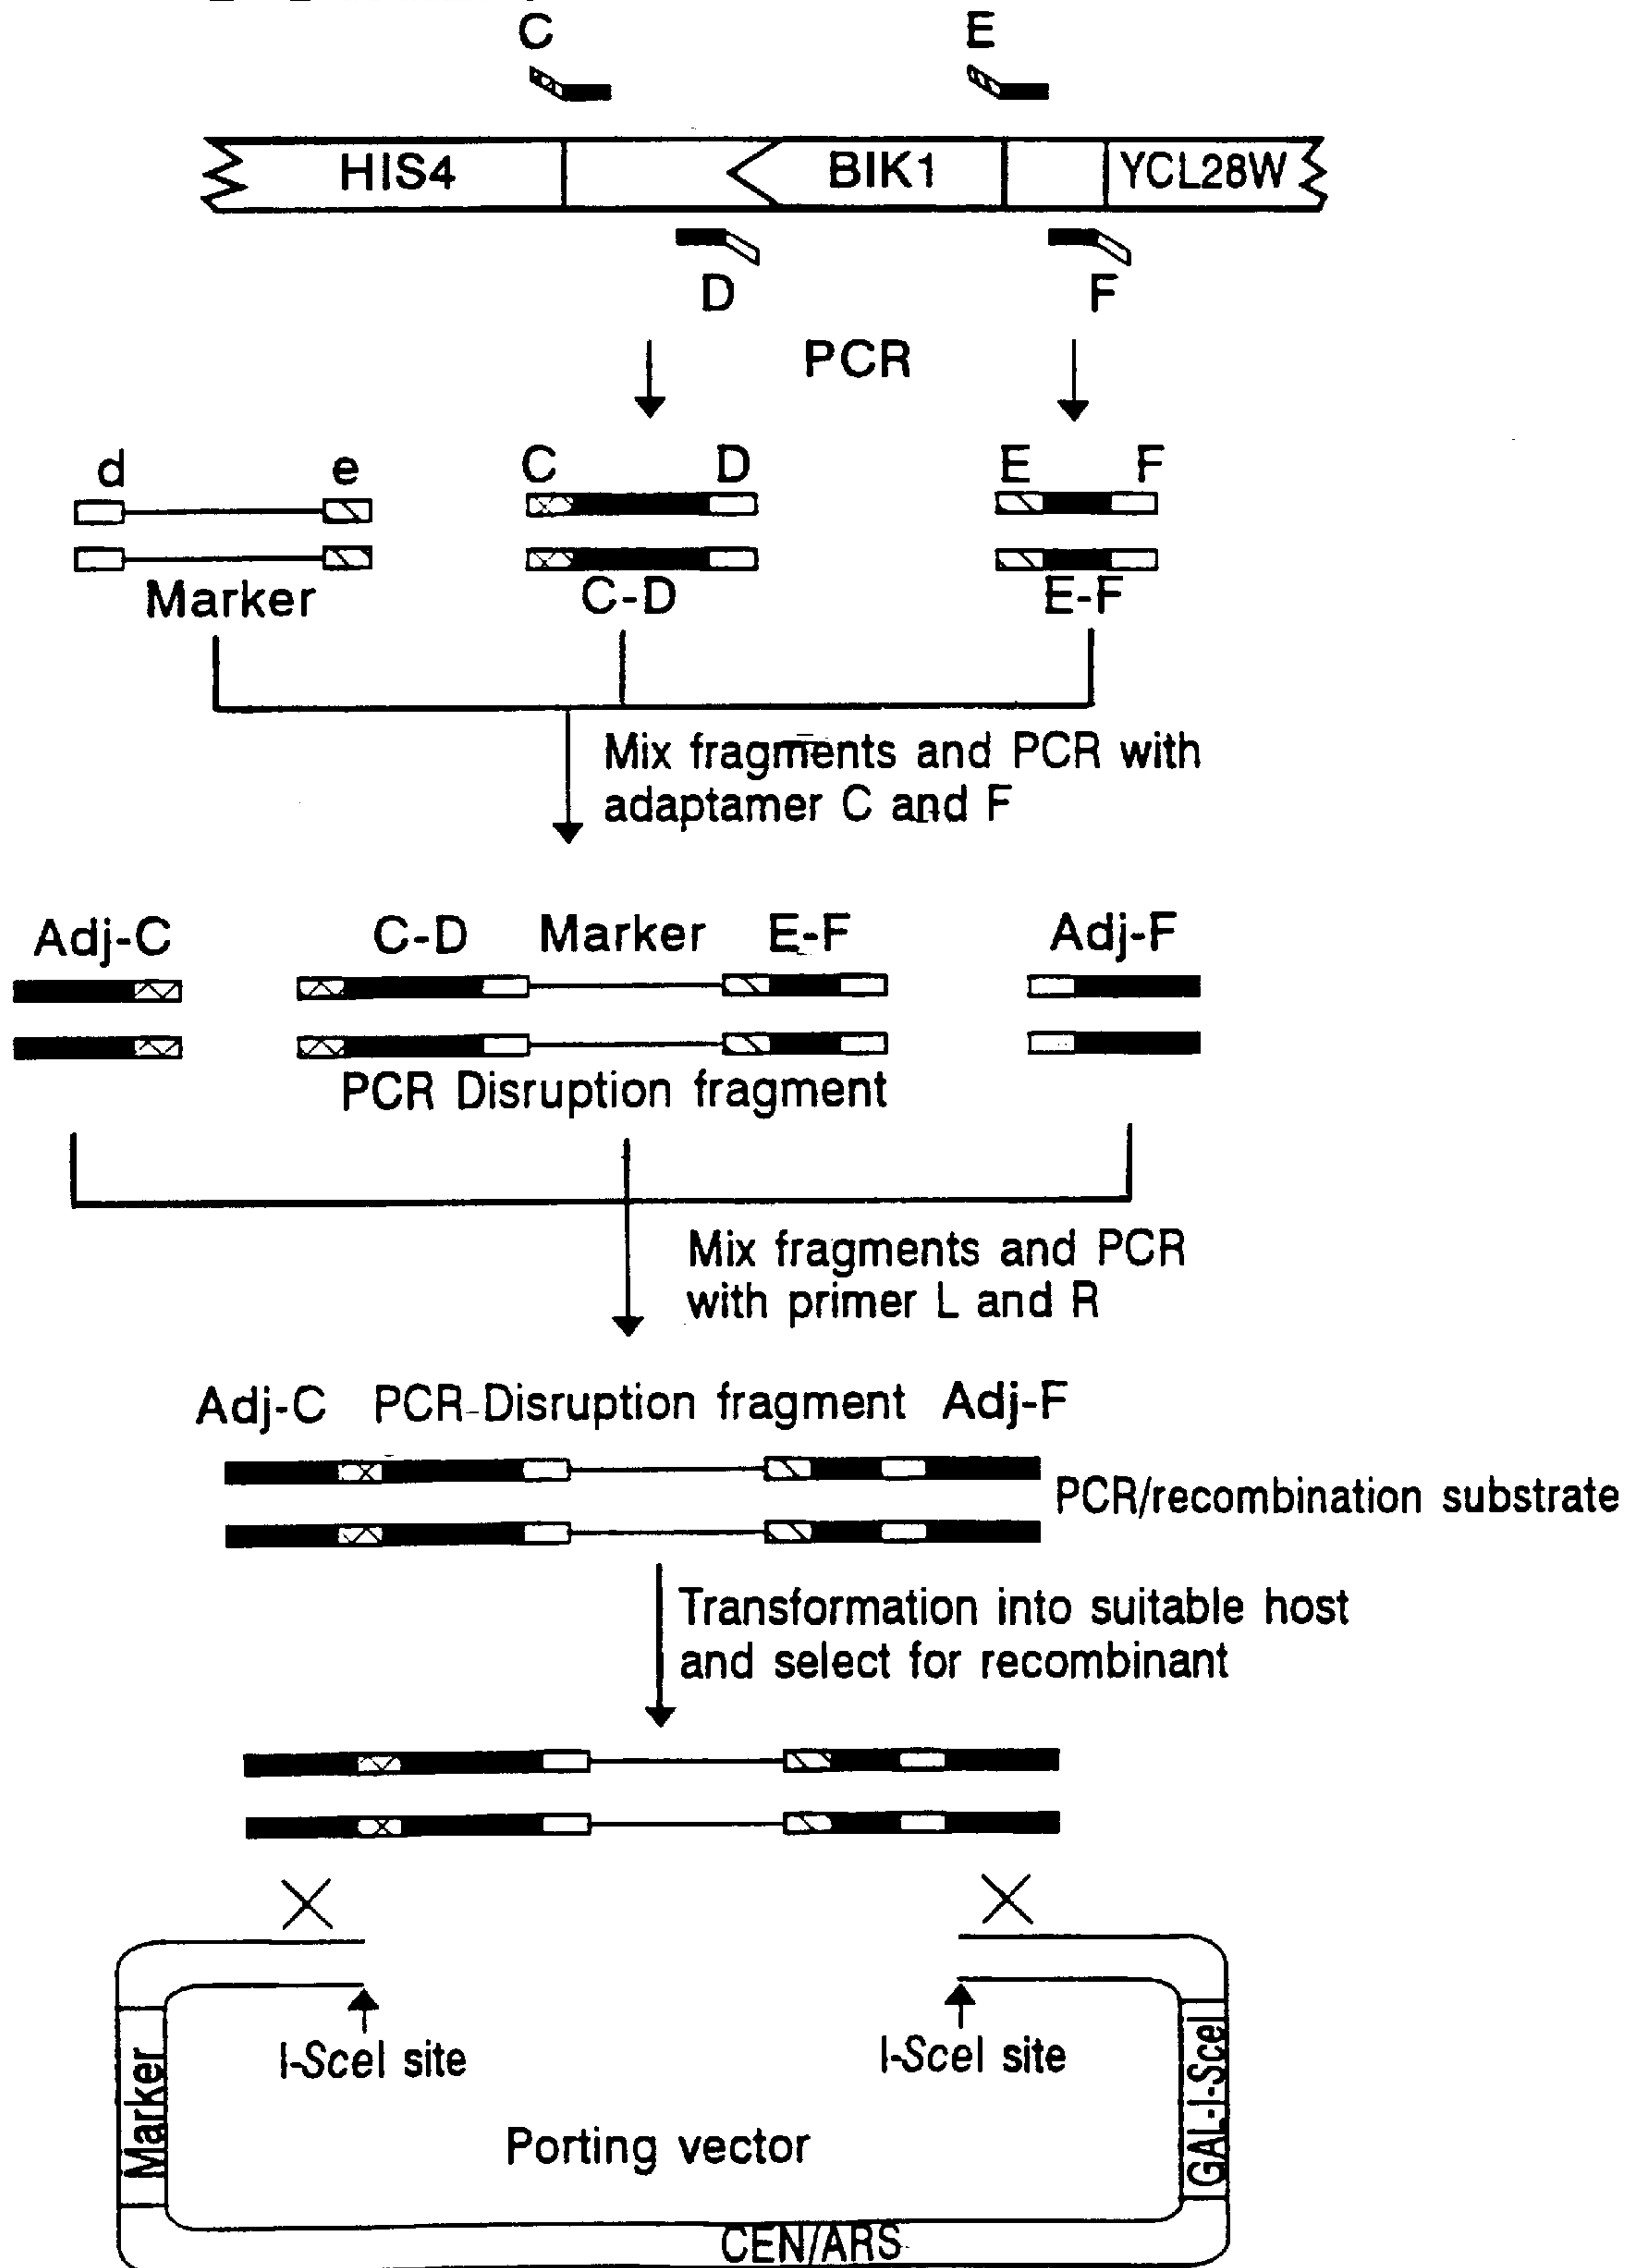 C E
HIS4 BIK1 YCL28W
D F
PCR
d e C D E F
Marker C-D E-F
Mix fragments and PCR with
adaptamer C and F
Adj-C C-D Marker E-F Adj-F
PCR Disruption fragment
Mix fragments and PCR
with primer L and R
Adj-C PCR-Disruption fragment Adj-F
PCR/recombination substrate
Transformation into suitable host
and select for recombinant
I-SceI site I-SceI site
Marker
GAL-I-SceI
Porting vector
CEN/ARS